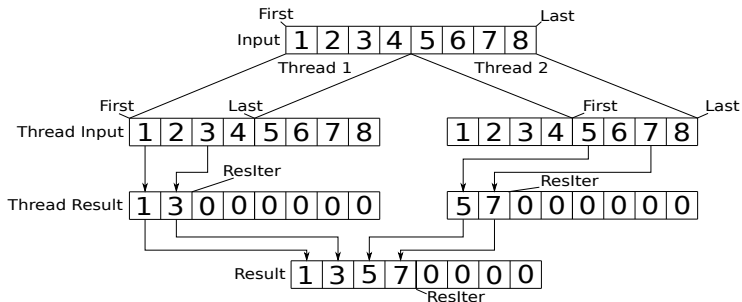 First
Last
Input 1 2 3 4 5 6 7 8
Thread 1
Thread 2
First
Last
First
Last
Thread Input 1 2 3 4 5 6 7 8
1 2 3 4 5 6 7 8
ResIter
ResIter
Thread Result 1 3 0 0 0 0 0 0
5 7 0 0 0 0 0 0
Result 1 3 5 7 0 0 0 0
ResIter